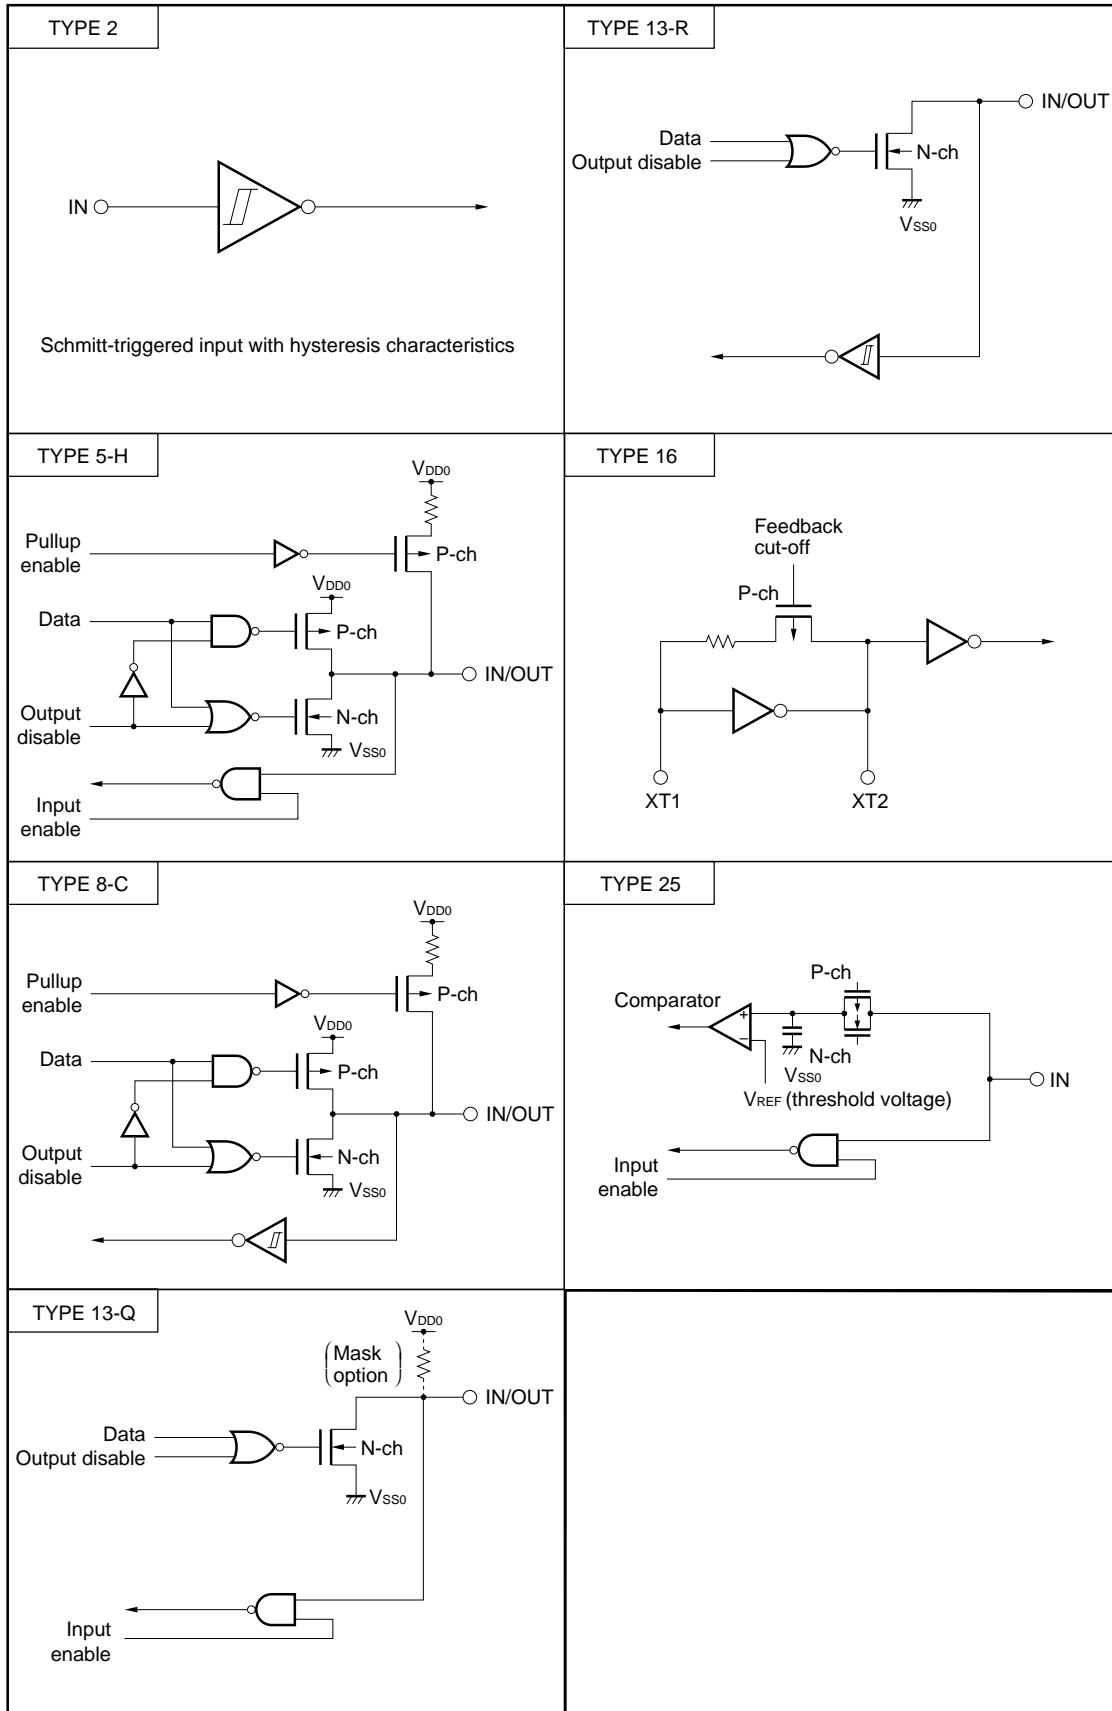 TYPE 2
IN
Schmitt-triggered input with hysteresis characteristics
TYPE 13-R
Data
Output disable
N-ch
VSS0
IN/OUT
TYPE 5-H
VDD0
Pullup
enable
P-ch
VDD0
Data
P-ch
IN/OUT
Output
disable
N-ch
VSS0
Input
enable
TYPE 16
Feedback
cut-off
P-ch
XT1
XT2
TYPE 8-C
VDD0
Pullup
enable
P-ch
VDD0
Data
P-ch
IN/OUT
Output
disable
N-ch
VSS0
TYPE 25
P-ch
Comparator
+
−
N-ch
VSS0
VREF (threshold voltage)
IN
Input
enable
TYPE 13-Q
VDD0
(Mask
option)
IN/OUT
Data
Output disable
N-ch
VSS0
Input
enable